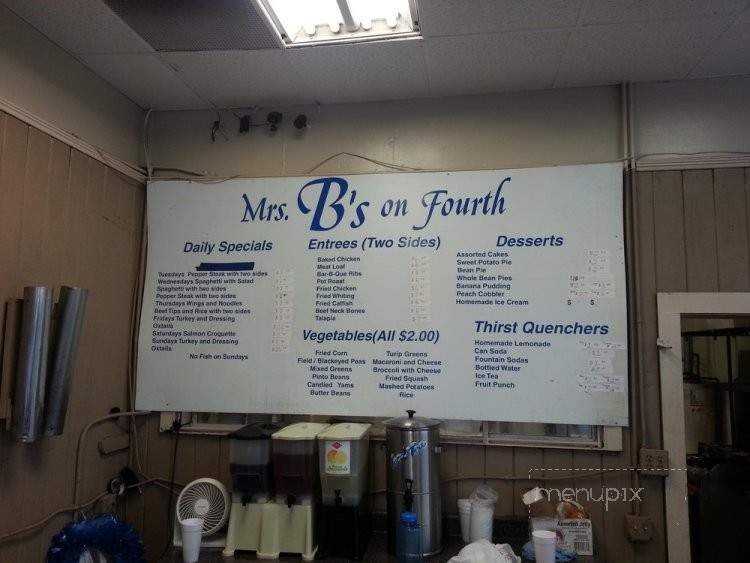 Mrs. B's on Fourth
Daily Specials
Tuesdays Pepper Steak with two sides
Wednesdays Spaghetti with Salad
Spaghetti with two sides
Pepper Steak with two sides
Thursdays Wings and Noodles
Beef Tips and Rice with two sides
Fridays Turkey and Dressing
Oxtails
Saturdays Salmon Croquette
Sundays Turkey and Dressing
Oxtails
No Fish on Sundays
Entrees (Two Sides)
Baked Chicken
Meat Loaf
Bar-B-Que Ribs
Pot Roast
Fried Chicken
Fried Whiting
Fried Catfish
Beef Neck Bones
Talapia
Vegetables(All $2.00)
Fried Corn
Field / Blackeyed Peas
Mixed Greens
Pinto Beans
Candied Yams
Butter Beans
Turip Greens
Macaroni and Cheese
Broccoli with Cheese
Fried Squash
Mashed Potatoes
Rice
Desserts
Assorted Cakes
Sweet Potato Pie
Bean Pie
Whole Bean Pies
Banana Pudding
Peach Cobbler
Homemade Ice Cream $ $
Thirst Quenchers
Homemade Lemonade
Can Soda
Fountain Sodas
Bottled Water
Ice Tea
Fruit Punch
menupix
Assorted Jelly